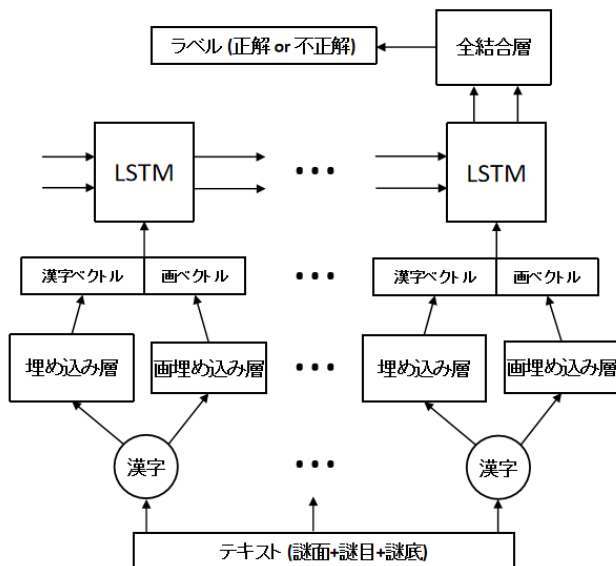 ラベル (正解 or 不正解)
全結合層
LSTM
• • •
LSTM
漢字ベクトル
画ベクトル
• • •
漢字ベクトル
画ベクトル
埋め込み層
画埋め込み層
• • •
埋め込み層
画埋め込み層
漢字
• • •
漢字
テキスト (謎面+謎目+謎底)